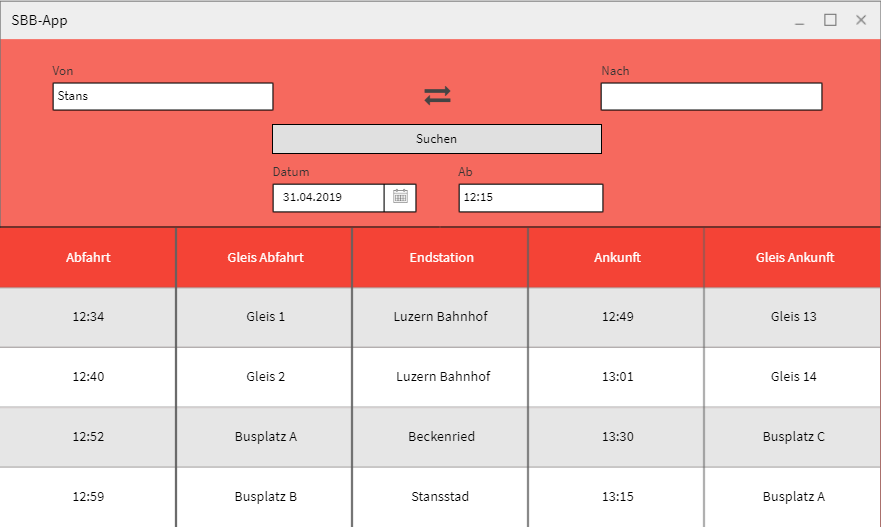 SBB-App
Von Nach
Stans
Suchen
Datum Ab
31.04.2019 12:15
Abfahrt Gleis Abfahrt Endstation Ankunft Gleis Ankunft
12:34 Gleis 1 Luzern Bahnhof 12:49 Gleis 13
12:40 Gleis 2 Luzern Bahnhof 13:01 Gleis 14
12:52 Busplatz A Beckenried 13:30 Busplatz C
12:59 Busplatz B Stansstad 13:15 Busplatz A